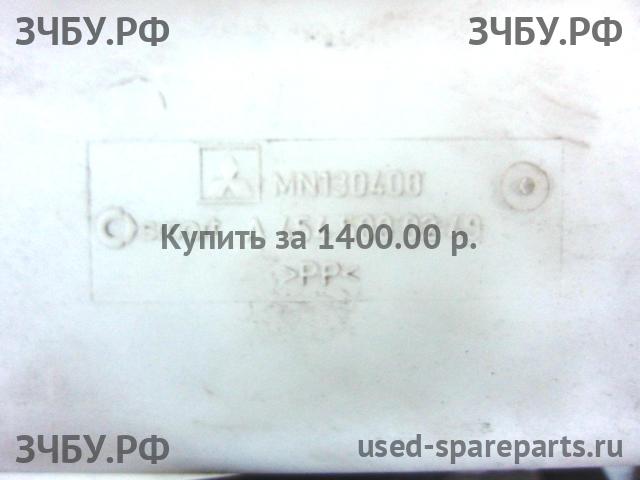 ЗЧБУ.РФ ЗЧБУ.РФ
MN130400
Купить за 1400.00 р.
>PP<
ЗЧБУ.РФ used-spareparts.ru